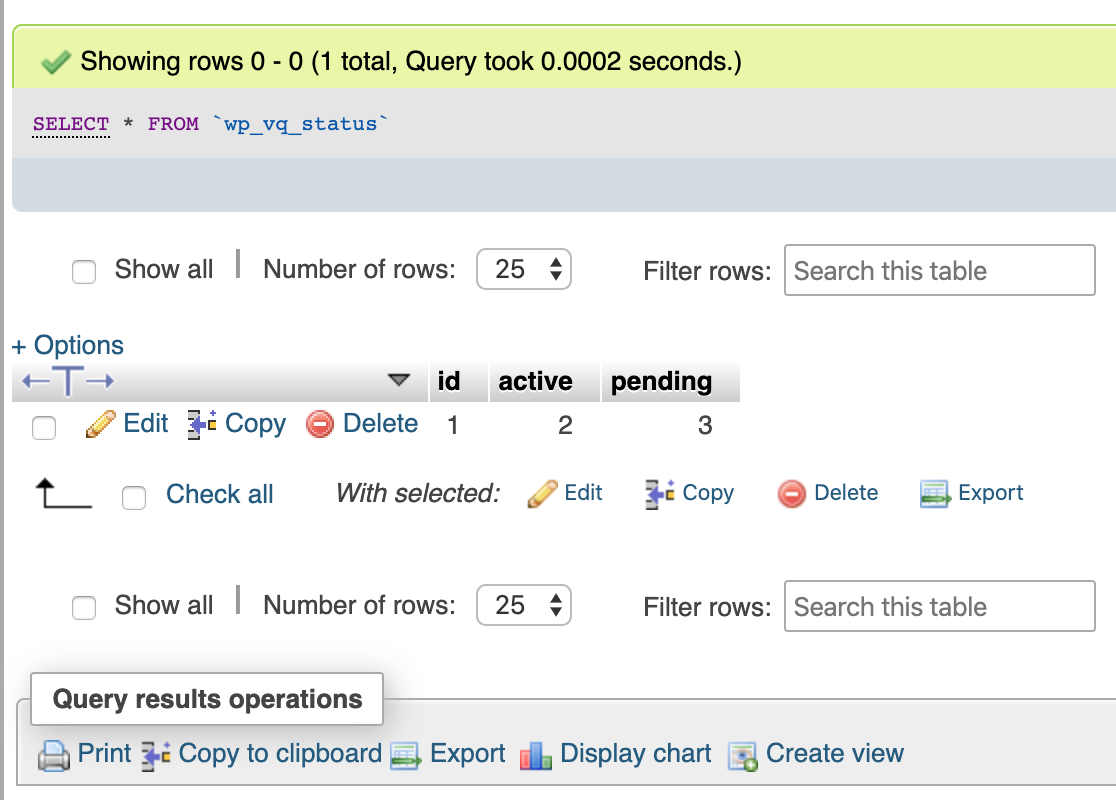 Showing rows 0 - 0 (1 total, Query took 0.0002 seconds.)
SELECT * FROM `wp_vq_status`
Show all | Number of rows: 25 Filter rows: Search this table
+ Options
←T→ id active pending
Edit Copy Delete 1 2 3
Check all With selected: Edit Copy Delete Export
Show all | Number of rows: 25 Filter rows: Search this table
Query results operations
Print Copy to clipboard Export Display chart Create view